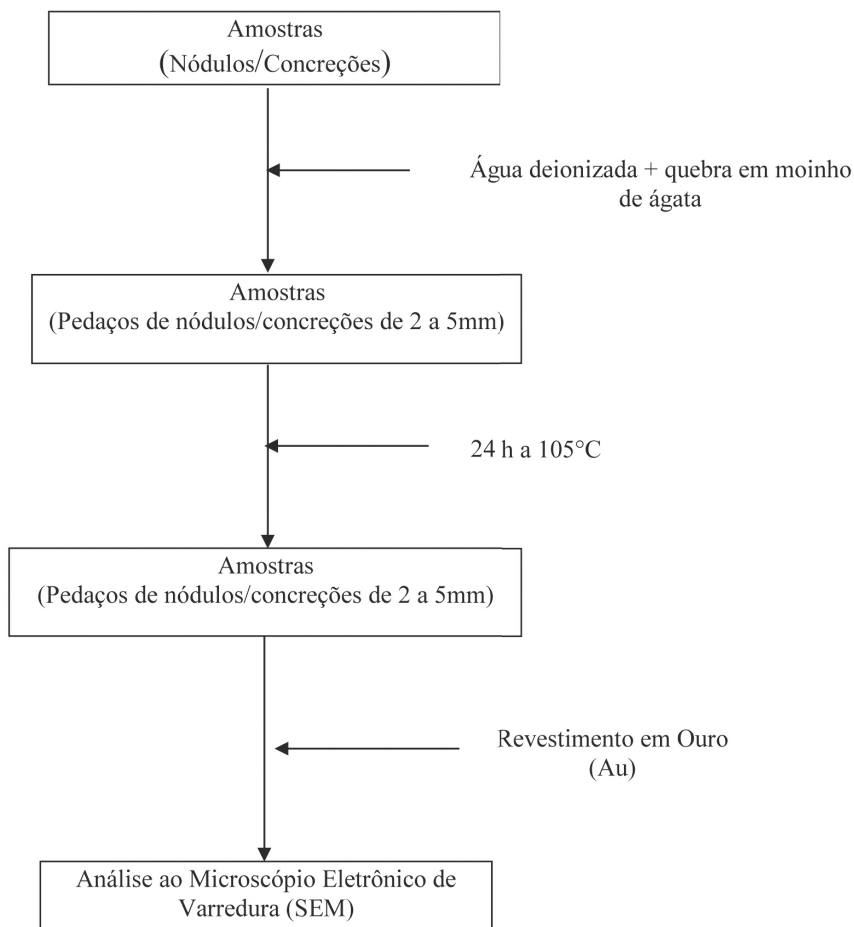 Amostras
(Nódulos/Concreções)
Água deionizada + quebra em moinho
de ágata
Amostras
(Pedaços de nódulos/concreções de 2 a 5mm)
24 h a 105°C
Amostras
(Pedaços de nódulos/concreções de 2 a 5mm)
Revestimento em Ouro
(Au)
Análise ao Microscópio Eletrônico de
Varredura (SEM)